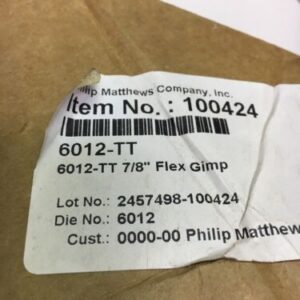 hilip Matthews Company, Inc.
Item No. : 100424
6012-TT
6012-TT 7/8" Flex Gimp
Lot No.: 2457498-100424
Die No.: 6012
Cust.: 0000-00 Philip Matthew